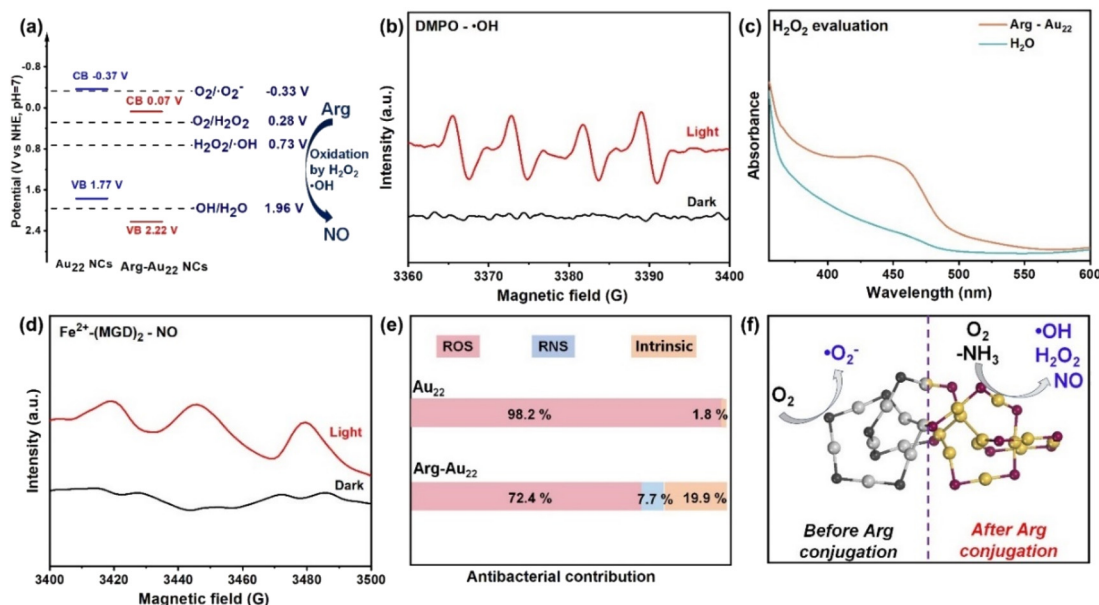 (a)
Potential (V vs NHE, pH=7)
-0.8
0.0
0.8
1.6
2.4
CB -0.37 V
CB 0.07 V
VB 1.77 V
VB 2.22 V
O₂/·O₂⁻ -0.33 V
O₂/H₂O₂ 0.28 V
H₂O₂/·OH 0.73 V
·OH/H₂O 1.96 V
Arg
Oxidation
by H₂O₂
·OH
NO
Au₂₂ NCs Arg-Au₂₂ NCs
(b)
DMPO - •OH
Intensity (a.u.)
Light
Dark
3360 3370 3380 3390 3400
Magnetic field (G)
(c)
H₂O₂ evaluation
Arg - Au₂₂
H₂O
Absorbance
400 450 500 550 600
Wavelength (nm)
(d)
Fe²⁺-(MGD)₂ - NO
Intensity (a.u.)
Light
Dark
3400 3420 3440 3460 3480 3500
Magnetic field (G)
(e)
ROS RNS Intrinsic
Au₂₂
98.2 % 1.8 %
Arg-Au₂₂
72.4 % 7.7 % 19.9 %
Antibacterial contribution
(f)
O₂
•O₂⁻
O₂
-NH₃
•OH
H₂O₂
NO
Before Arg
conjugation
After Arg
conjugation